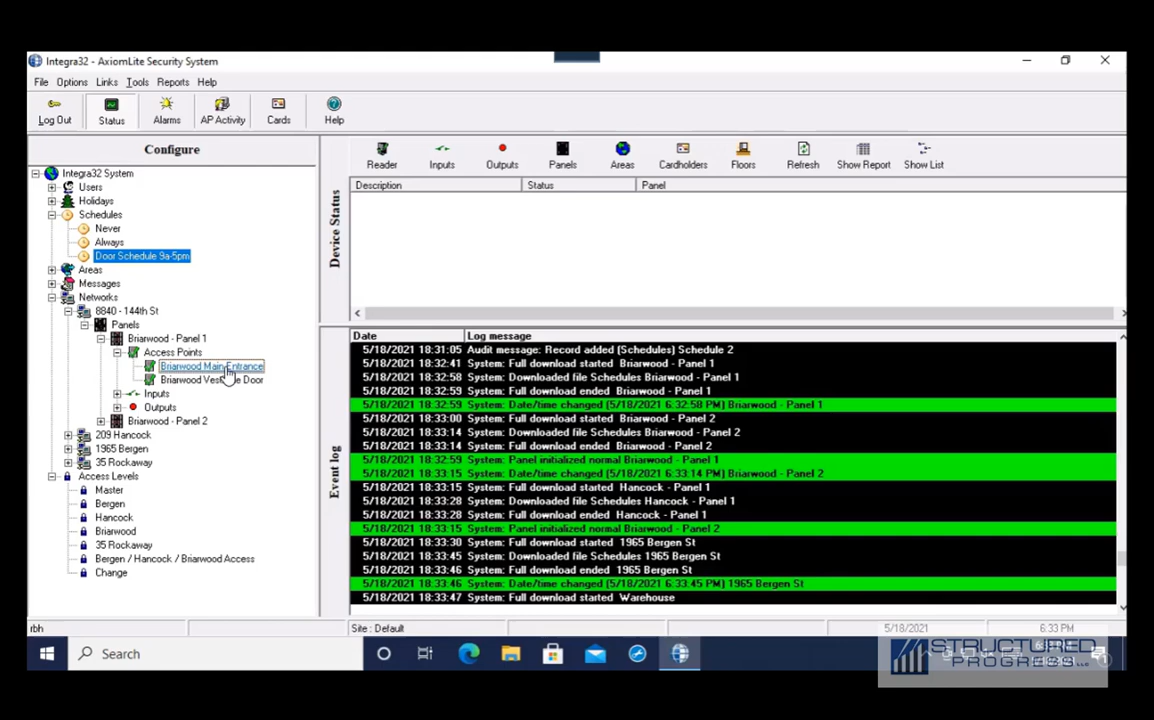 Integra32 - AxiomLite Security System
File Options Links Tools Reports Help
Log Out Status Alarms AP Activity Cards Help
Configure
Integra32 System
Users
Holidays
Schedules
Never
Always
Door Schedule 9a-5pm
Areas
Messages
Networks
8840 - 144th St
Panels
Briarwood - Panel 1
Access Points
Briarwood Main Entrance
Briarwood Door
Inputs
Outputs
Briarwood - Panel 2
209 Hancock
1965 Bergen
35 Rockaway
Access Levels
Master
Bergen
Hancock
Briarwood
35 Rockaway
Bergen / Hancock / Briarwood Access
Change
Reader Inputs Outputs Panels Areas Cardholders Floors Refresh Show Report Show List
Device Status
Description Status Panel
Event log
Date Log message
5/18/2021 18:31:05 Audit message: Record added (Schedules) Schedule 2
5/18/2021 18:32:41 System: Full download started Briarwood - Panel 1
5/18/2021 18:32:58 System: Downloaded file Schedules Briarwood - Panel 1
5/18/2021 18:32:59 System: Full download ended Briarwood - Panel 1
5/18/2021 18:32:59 System: Date/time changed (5/18/2021 6:32:58 PM) Briarwood - Panel 1
5/18/2021 18:33:00 System: Full download started Briarwood - Panel 2
5/18/2021 18:33:14 System: Downloaded file Schedules Briarwood - Panel 2
5/18/2021 18:33:14 System: Full download ended Briarwood - Panel 2
5/18/2021 18:32:59 System: Panel initialized normal Briarwood - Panel 1
5/18/2021 18:33:15 System: Date/time changed (5/18/2021 6:33:14 PM) Briarwood - Panel 2
5/18/2021 18:33:15 System: Full download started Hancock - Panel 1
5/18/2021 18:33:28 System: Downloaded file Schedules Hancock - Panel 1
5/18/2021 18:33:28 System: Full download ended Hancock - Panel 1
5/18/2021 18:33:15 System: Panel initialized normal Briarwood - Panel 2
5/18/2021 18:33:30 System: Full download started 1965 Bergen St
5/18/2021 18:33:45 System: Downloaded file Schedules 1965 Bergen St
5/18/2021 18:33:46 System: Full download ended 1965 Bergen St
5/18/2021 18:33:46 System: Date/time changed (5/18/2021 6:33:45 PM) 1965 Bergen St
5/18/2021 18:33:47 System: Full download started Warehouse
rbh Site : Default 5/18/2021 6:33 PM
Search
STRUCTURED
PROGRESS LLC